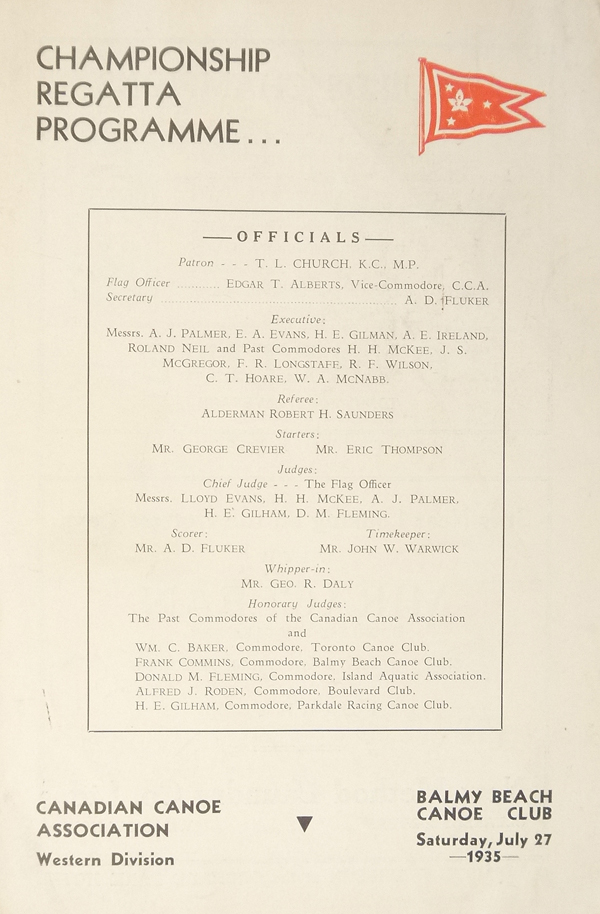 CHAMPIONSHIP
REGATTA
PROGRAMME...
OFFICIALS
Patron - - - T. L. CHURCH, K.C., M.P.
Flag Officer ........... EDGAR T. ALBERTS, Vice-Commodore, C.C.A.
Secretary ........... A. D. FLUKER
Executive:
Messrs. A. J. PALMER, E. A. EVANS, H. E. GILMAN, A. E. IRELAND,
ROLAND NEIL and Past Commodores H. H. MCKEE, J. S.
MCGREGOR, F. R. LONGSTAFF, R. F. WILSON,
C. T. HOARE, W. A. MCNABB.
Referee:
ALDERMAN ROBERT H. SAUNDERS
Starters:
MR. GEORGE CREVIER MR. ERIC THOMPSON
Judges:
Chief Judge - - - The Flag Officer
Messrs. LLOYD EVANS, H. H. MCKEE, A. J. PALMER,
H. E. GILHAM, D. M. FLEMING.
Scorer: Timekeeper:
MR. A. D. FLUKER MR. JOHN W. WARWICK
Whipper-in:
MR. GEO. R. DALY
Honorary Judges:
The Past Commodores of the Canadian Canoe Association
and
WM. C. BAKER, Commodore, Toronto Canoe Club.
FRANK COMMINS, Commodore, Balmy Beach Canoe Club.
DONALD M. FLEMING, Commodore, Island Aquatic Association.
ALFRED J. RODEN, Commodore, Boulevard Club.
H. E. GILHAM, Commodore, Parkdale Racing Canoe Club.
CANADIAN CANOE
ASSOCIATION
Western Division
BALMY BEACH
CANOE CLUB
Saturday, July 27
—1935—